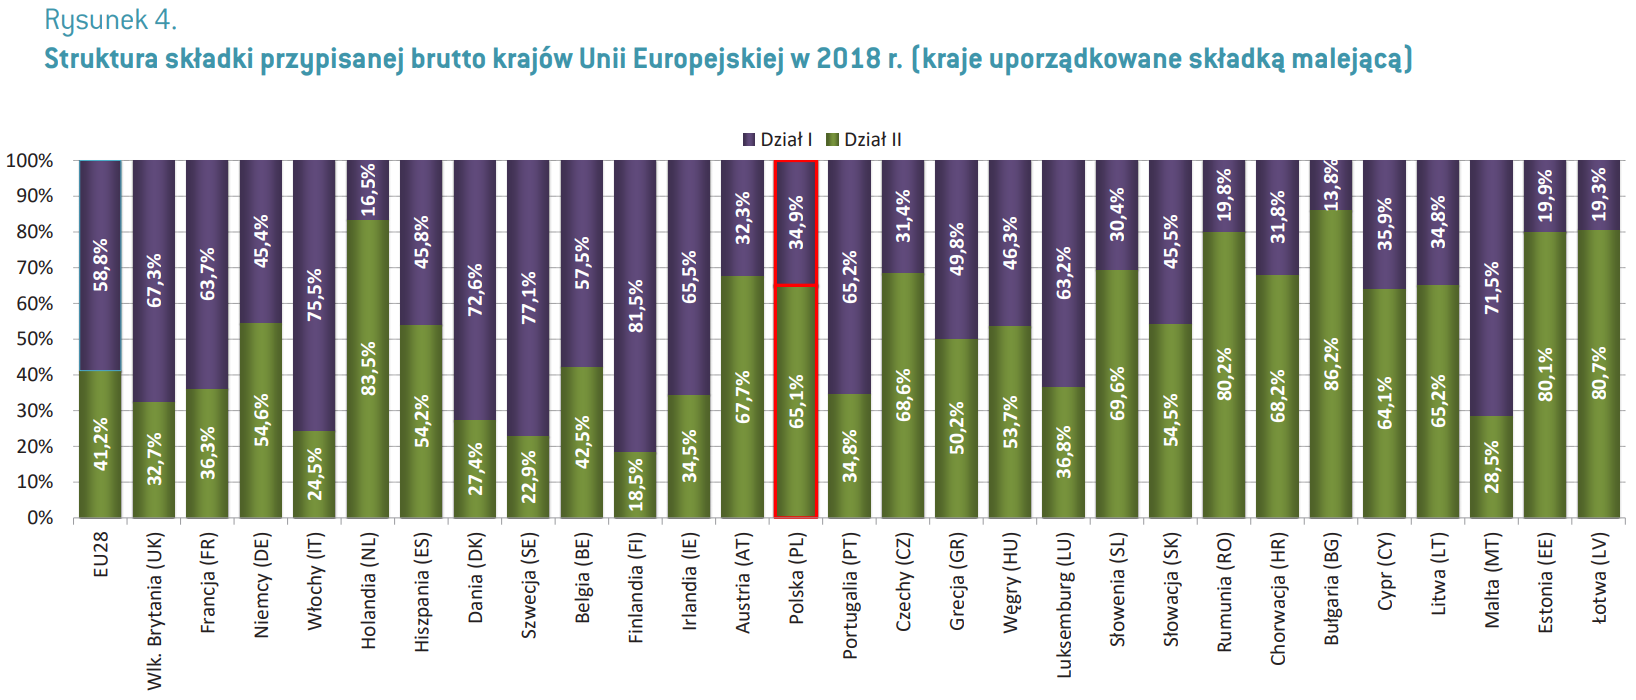 Rysunek 4.
Struktura składki przypisanej brutto krajów Unii Europejskiej w 2018 r. (kraje uporządkowane składką malejącą)
Dział I Dział II
100%
90%
80%
70%
60%
50%
40%
30%
20%
10%
0%
58,8% 67,3% 63,7% 45,4% 75,5% 16,5% 45,8% 72,6% 77,1% 57,5% 81,5% 65,5% 32,3% 34,9% 65,2% 31,4% 49,8% 46,3% 63,2% 30,4% 45,5% 19,8% 31,8% 13,8% 35,9% 34,8% 71,5% 19,9% 19,3%
41,2% 32,7% 36,3% 54,6% 24,5% 83,5% 54,2% 27,4% 22,9% 42,5% 18,5% 34,5% 67,7% 65,1% 34,8% 68,6% 50,2% 53,7% 36,8% 69,6% 54,5% 80,2% 68,2% 86,2% 64,1% 65,2% 28,5% 80,1% 80,7%
EU28
Wlk. Brytania (UK)
Francja (FR)
Niemcy (DE)
Włochy (IT)
Holandia (NL)
Hiszpania (ES)
Dania (DK)
Szwecja (SE)
Belgia (BE)
Finlandia (FI)
Irlandia (IE)
Austria (AT)
Polska (PL)
Portugalia (PT)
Czechy (CZ)
Grecja (GR)
Węgry (HU)
Luksemburg (LU)
Słowenia (SL)
Słowacja (SK)
Rumunia (RO)
Chorwacja (HR)
Bułgaria (BG)
Cypr (CY)
Litwa (LT)
Malta (MT)
Estonia (EE)
Łotwa (LV)